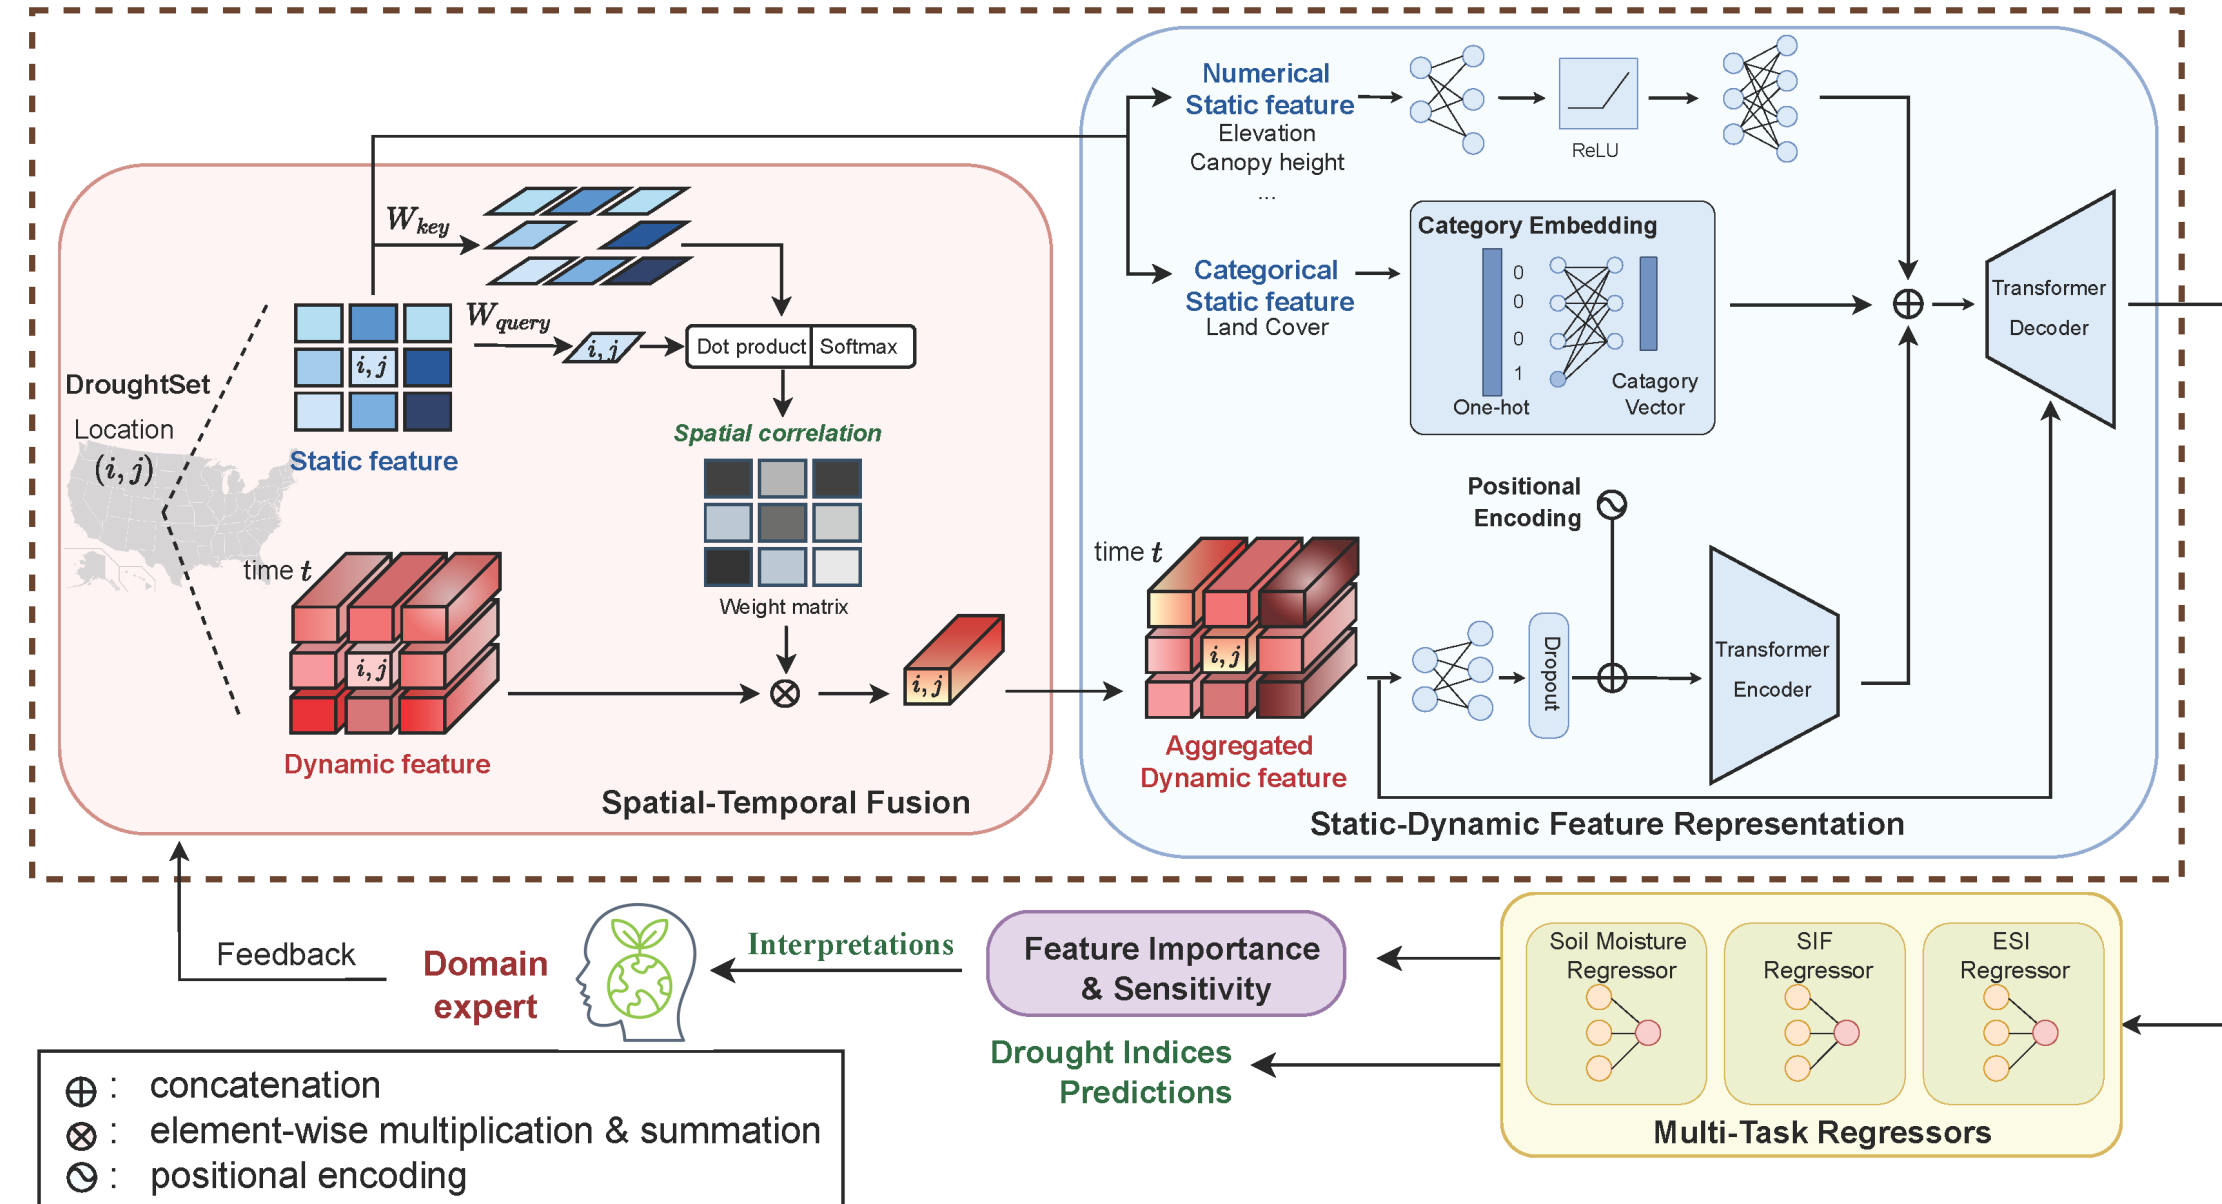 DroughtSet
Location
(i, j)
W_key
W_query
i, j
i, j
Dot product
Softmax
Static feature
Spatial correlation
Weight matrix
time t
i, j
i, j
Dynamic feature
Spatial-Temporal Fusion
Numerical
Static feature
Elevation
Canopy height
...
ReLU
Categorical
Static feature
Land Cover
Category Embedding
0
0
0
1
One-hot
Catagory
Vector
Transformer
Decoder
Positional
Encoding
time t
i, j
Aggregated
Dynamic feature
Dropout
Transformer
Encoder
Static-Dynamic Feature Representation
Feedback
Domain
expert
Interpretations
Feature Importance
& Sensitivity
Drought Indices
Predictions
Soil Moisture
Regressor
SIF
Regressor
ESI
Regressor
Multi-Task Regressors
⊕ : concatenation
⊗ : element-wise multiplication & summation
: positional encoding